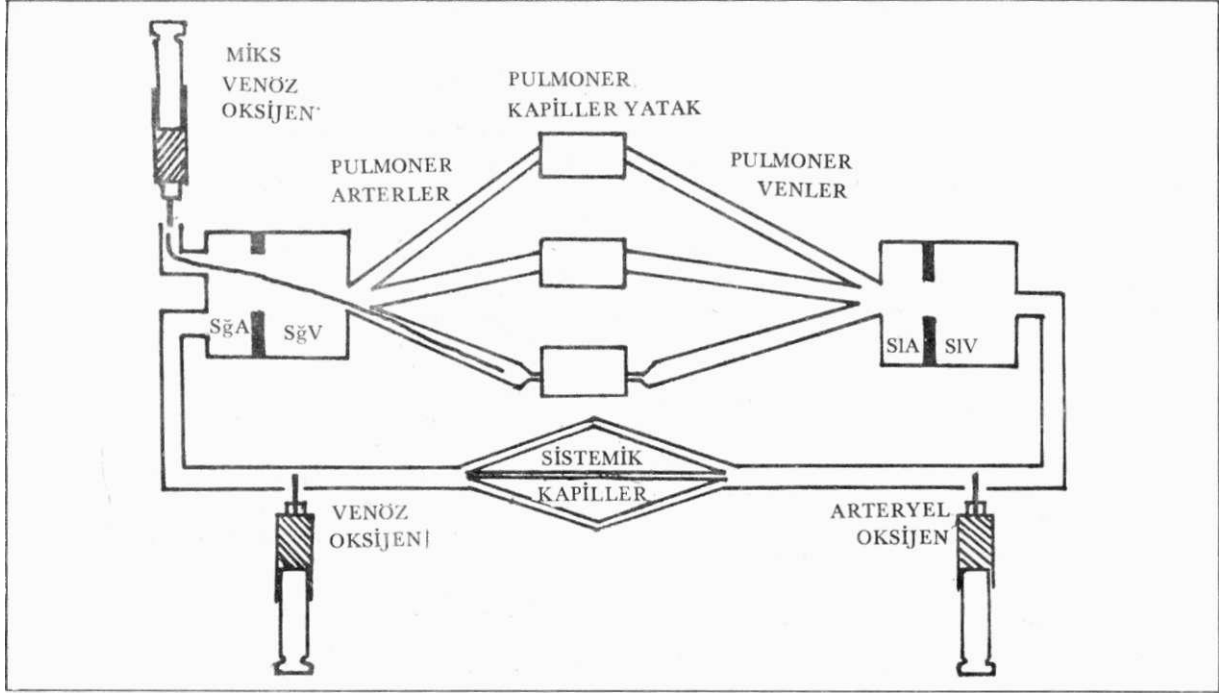 MİKS
VENÖZ
OKSİJEN
PULMONER
KAPİLLER YATAK
PULMONER
ARTERLER
PULMONER
VENLER
SğA
SğV
SlA
SlV
SİSTEMİK
KAPİLLER
VENÖZ
OKSİJEN
ARTERYEL
OKSİJEN